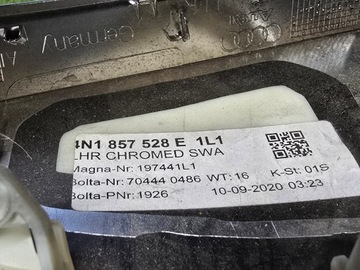 Germany
4N1 857 528 E 1L1
LHR CHROMED SWA
Magna-Nr: 197441L1
Bolta-Nr: 70444 0486 WT: 16 K-St: 01S
Bolta-PNr: 1926 10-09-2020 03:23